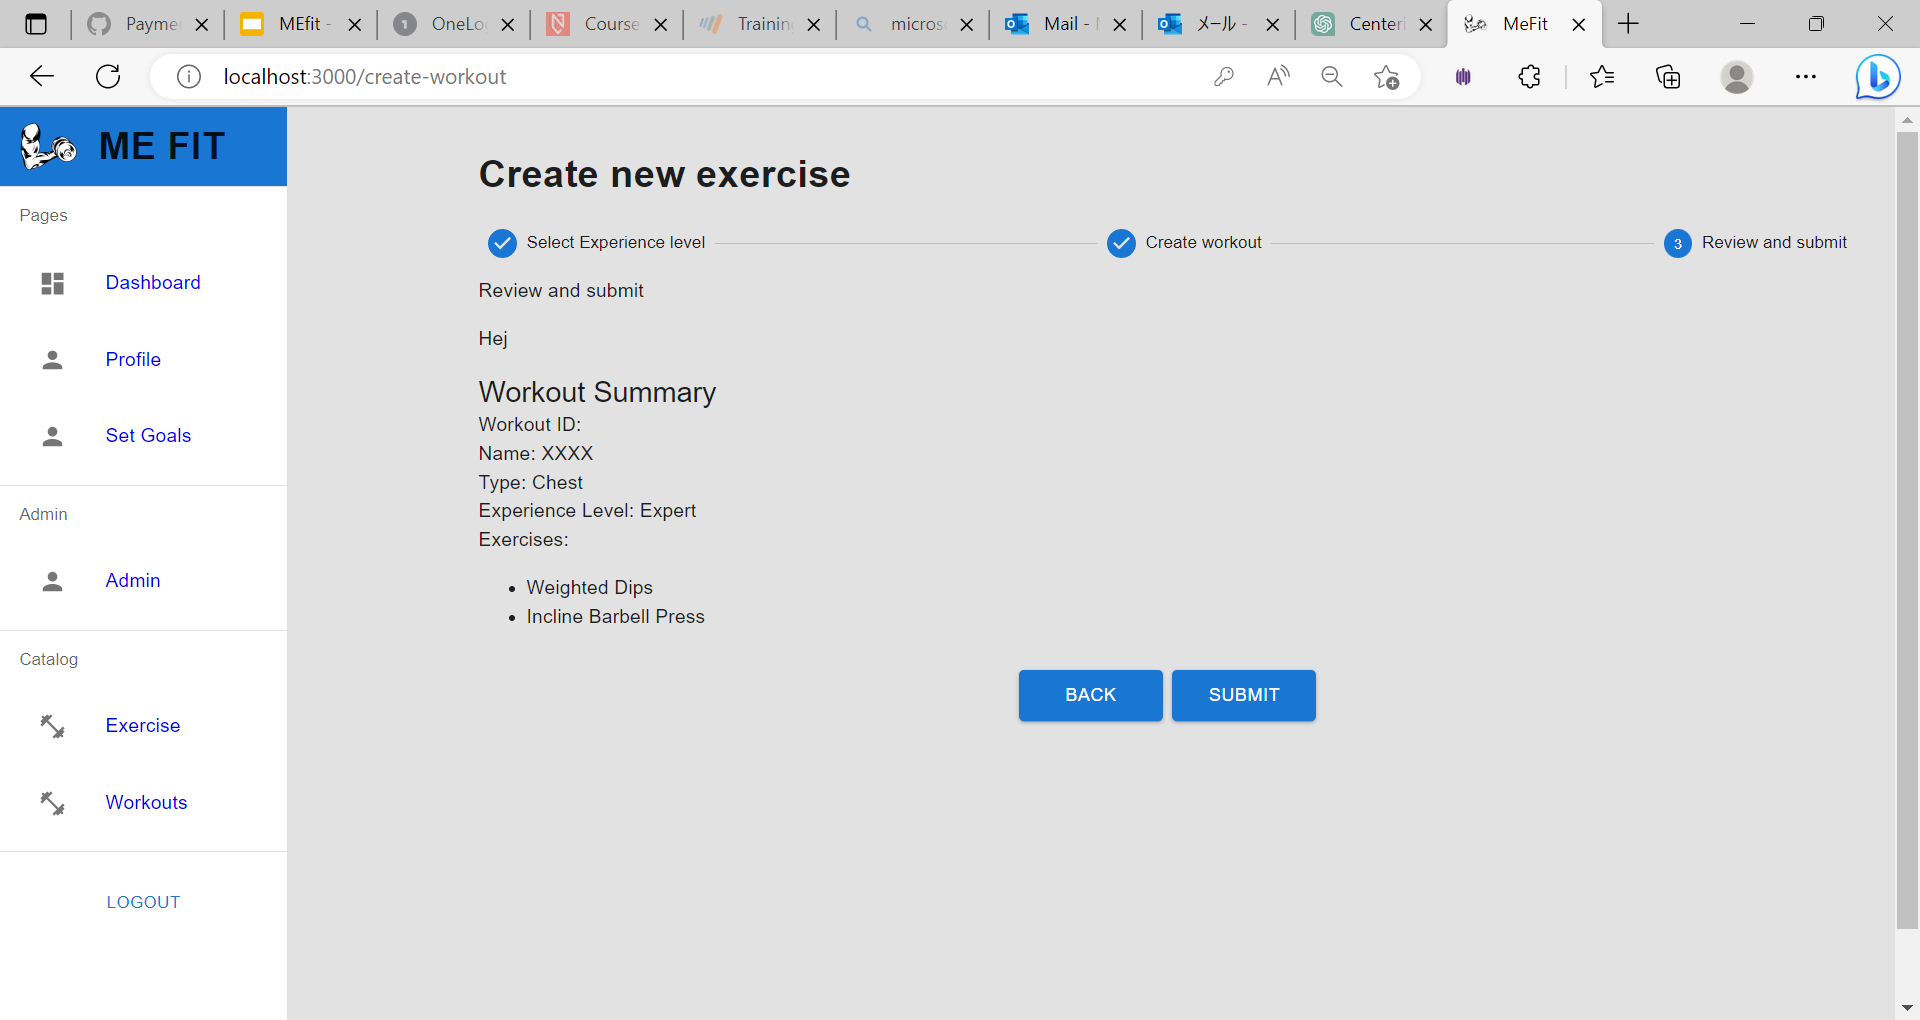 Payme
MEfit -
1
OneLo
Course
Training
micros
Mail -
メール -
Center
MeFit
localhost:3000/create-workout
ME FIT
Pages
Dashboard
Profile
Set Goals
Admin
Admin
Catalog
Exercise
Workouts
LOGOUT
Create new exercise
Select Experience level
Create workout
3 Review and submit
Review and submit
Hej
Workout Summary
Workout ID:
Name: XXXX
Type: Chest
Experience Level: Expert
Exercises:
• Weighted Dips
• Incline Barbell Press
BACK
SUBMIT